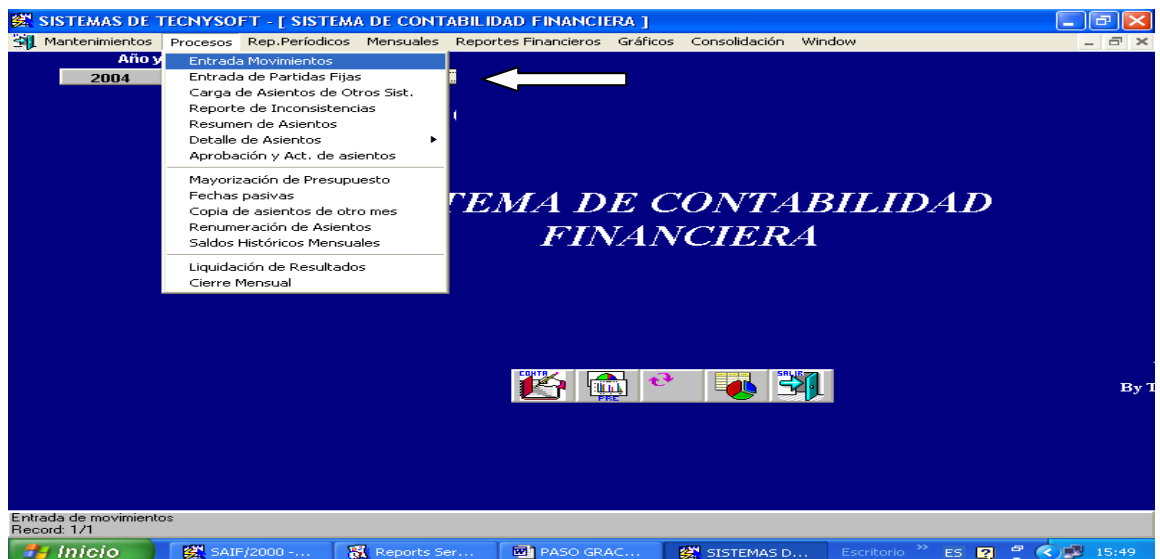 SISTEMAS DE TECNYSOFT - [ SISTEMA DE CONTABILIDAD FINANCIERA ]
Mantenimientos Procesos Rep.Períodicos Mensuales Reportes Financieros Gráficos Consolidación Window
Año y
2004
Entrada Movimientos
Entrada de Partidas Fijas
Carga de Asientos de Otros Sist.
Reporte de Inconsistencias
Resumen de Asientos
Detalle de Asientos
Aprobación y Act. de asientos
Mayorización de Presupuesto
Fechas pasivas
Copia de asientos de otro mes
Renumeración de Asientos
Saldos Históricos Mensuales
Liquidación de Resultados
Cierre Mensual
TEMA DE CONTABILIDAD
FINANCIERA
CONTA
PRE
SALIR
By T
Entrada de movimientos
Record: 1/1
Inicio SAIF/2000 -... Reports Ser... PASO GRAC... SISTEMAS D... Escritorio » ES 15:49